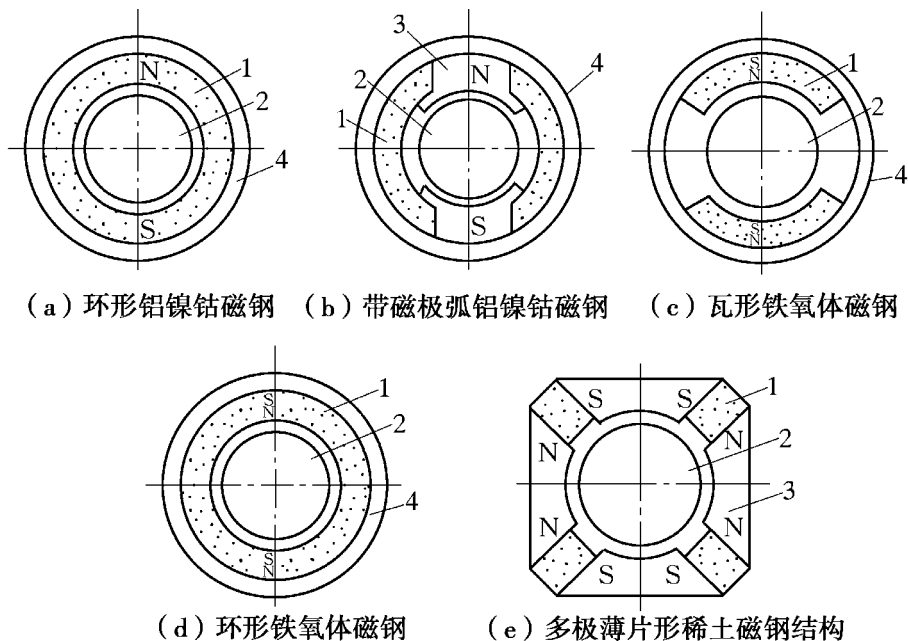 N 1 2 4 S
3 N 4 2 1 S
S N 1 2 4 S N
(a)环形铝镍钴磁钢 (b)带磁极弧铝镍钴磁钢 (c)瓦形铁氧体磁钢
S N 1 2 4 S N
S S 1 2 N N 3 N N S S
(d)环形铁氧体磁钢 (e)多极薄片形稀土磁钢结构